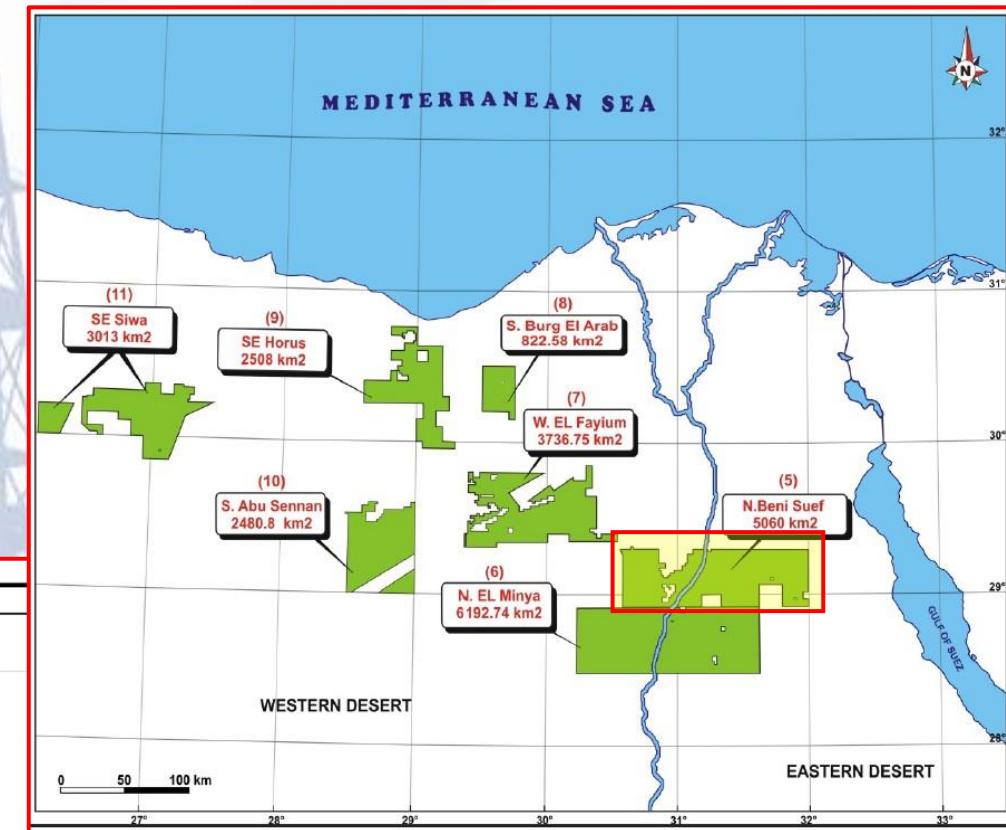 N
MEDITERRANEAN SEA
32°
31°
(11)
SE Siwa
3013 km2
(9)
SE Horus
2508 km2
(8)
S. Burg El Arab
822.58 km2
(7)
W. EL Fayium
3736.75 km2
30°
(10)
S. Abu Sennan
2480.8 km2
(5)
N.Beni Suef
5060 km2
(6)
N. EL Minya
6192.74 km2
29°
GULF OF SUEZ
WESTERN DESERT
28°
EASTERN DESERT
0 50 100 km
27° 28° 29° 30° 31° 32° 33°